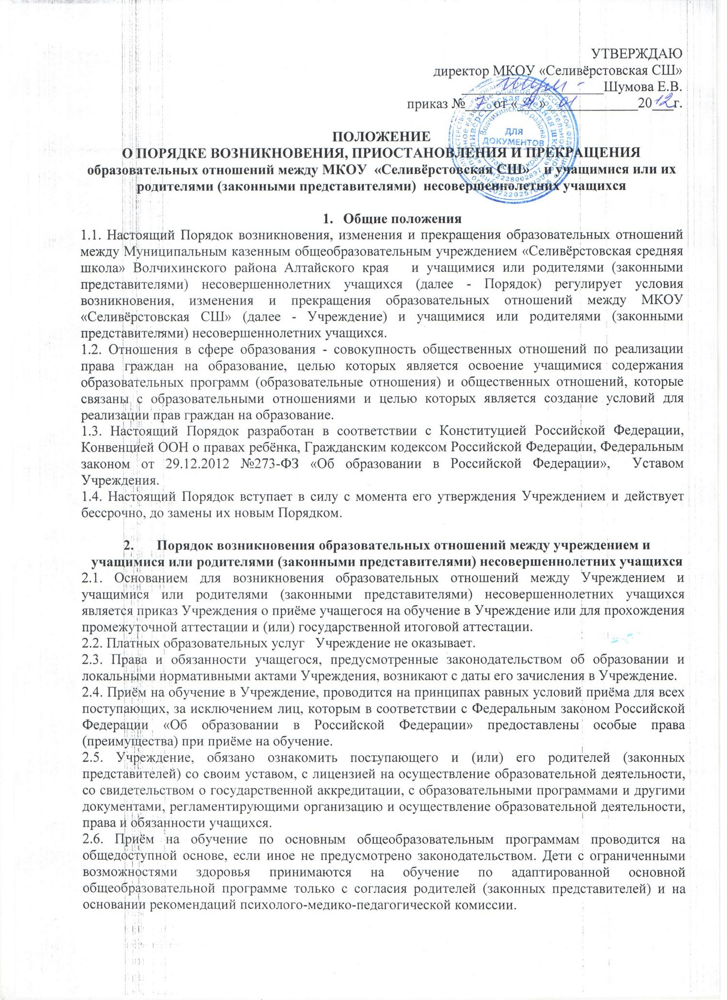 УТВЕРЖДАЮ
директор МКОУ «Селивёрстовская СШ»
Шумова Е.В.
приказ № 7 от « » 01 2012г.
ДЛЯ
ДОКУМЕНТОВ
Волчихинского района
ПОЛОЖЕНИЕ
О ПОРЯДКЕ ВОЗНИКНОВЕНИЯ, ПРИОСТАНОВЛЕНИЯ И ПРЕКРАЩЕНИЯ
образовательных отношений между МКОУ «Селивёрстовская СШ» и учащимися или их
родителями (законными представителями) несовершеннолетних учащихся
1. Общие положения
1.1. Настоящий Порядок возникновения, изменения и прекращения образовательных отношений
между Муниципальным казенным общеобразовательным учреждением «Селивёрстовская средняя
школа» Волчихинского района Алтайского края и учащимися или родителями (законными
представителями) несовершеннолетних учащихся (далее - Порядок) регулирует условия
возникновения, изменения и прекращения образовательных отношений между МКОУ
«Селивёрстовская СШ» (далее - Учреждение) и учащимися или родителями (законными
представителями) несовершеннолетних учащихся.
1.2. Отношения в сфере образования - совокупность общественных отношений по реализации
права граждан на образование, целью которых является освоение учащимися содержания
образовательных программ (образовательные отношения) и общественных отношений, которые
связаны с образовательными отношениями и целью которых является создание условий для
реализации прав граждан на образование.
1.3. Настоящий Порядок разработан в соответствии с Конституцией Российской Федерации,
Конвенцией ООН о правах ребёнка, Гражданским кодексом Российской Федерации, Федеральным
законом от 29.12.2012 №273-ФЗ «Об образовании в Российской Федерации», Уставом
Учреждения.
1.4. Настоящий Порядок вступает в силу с момента его утверждения Учреждением и действует
бессрочно, до замены их новым Порядком.
2. Порядок возникновения образовательных отношений между учреждением и
учащимися или родителями (законными представителями) несовершеннолетних учащихся
2.1. Основанием для возникновения образовательных отношений между Учреждением и
учащимися или родителями (законными представителями) несовершеннолетних учащихся
является приказ Учреждения о приёме учащегося на обучение в Учреждение или для прохождения
промежуточной аттестации и (или) государственной итоговой аттестации.
2.2. Платных образовательных услуг Учреждение не оказывает.
2.3. Права и обязанности учащегося, предусмотренные законодательством об образовании и
локальными нормативными актами Учреждения, возникают с даты его зачисления в Учреждение.
2.4. Приём на обучение в Учреждение, проводится на принципах равных условий приёма для всех
поступающих, за исключением лиц, которым в соответствии с Федеральным законом Российской
Федерации «Об образовании в Российской Федерации» предоставлены особые права
(преимущества) при приёме на обучение.
2.5. Учреждение, обязано ознакомить поступающего и (или) его родителей (законных
представителей) со своим уставом, с лицензией на осуществление образовательной деятельности,
со свидетельством о государственной аккредитации, с образовательными программами и другими
документами, регламентирующими организацию и осуществление образовательной деятельности,
права и обязанности учащихся.
2.6. Приём на обучение по основным общеобразовательным программам проводится на
общедоступной основе, если иное не предусмотрено законодательством. Дети с ограниченными
возможностями здоровья принимаются на обучение по адаптированной основной
общеобразовательной программе только с согласия родителей (законных представителей) и на
основании рекомендаций психолого-медико-педагогической комиссии.